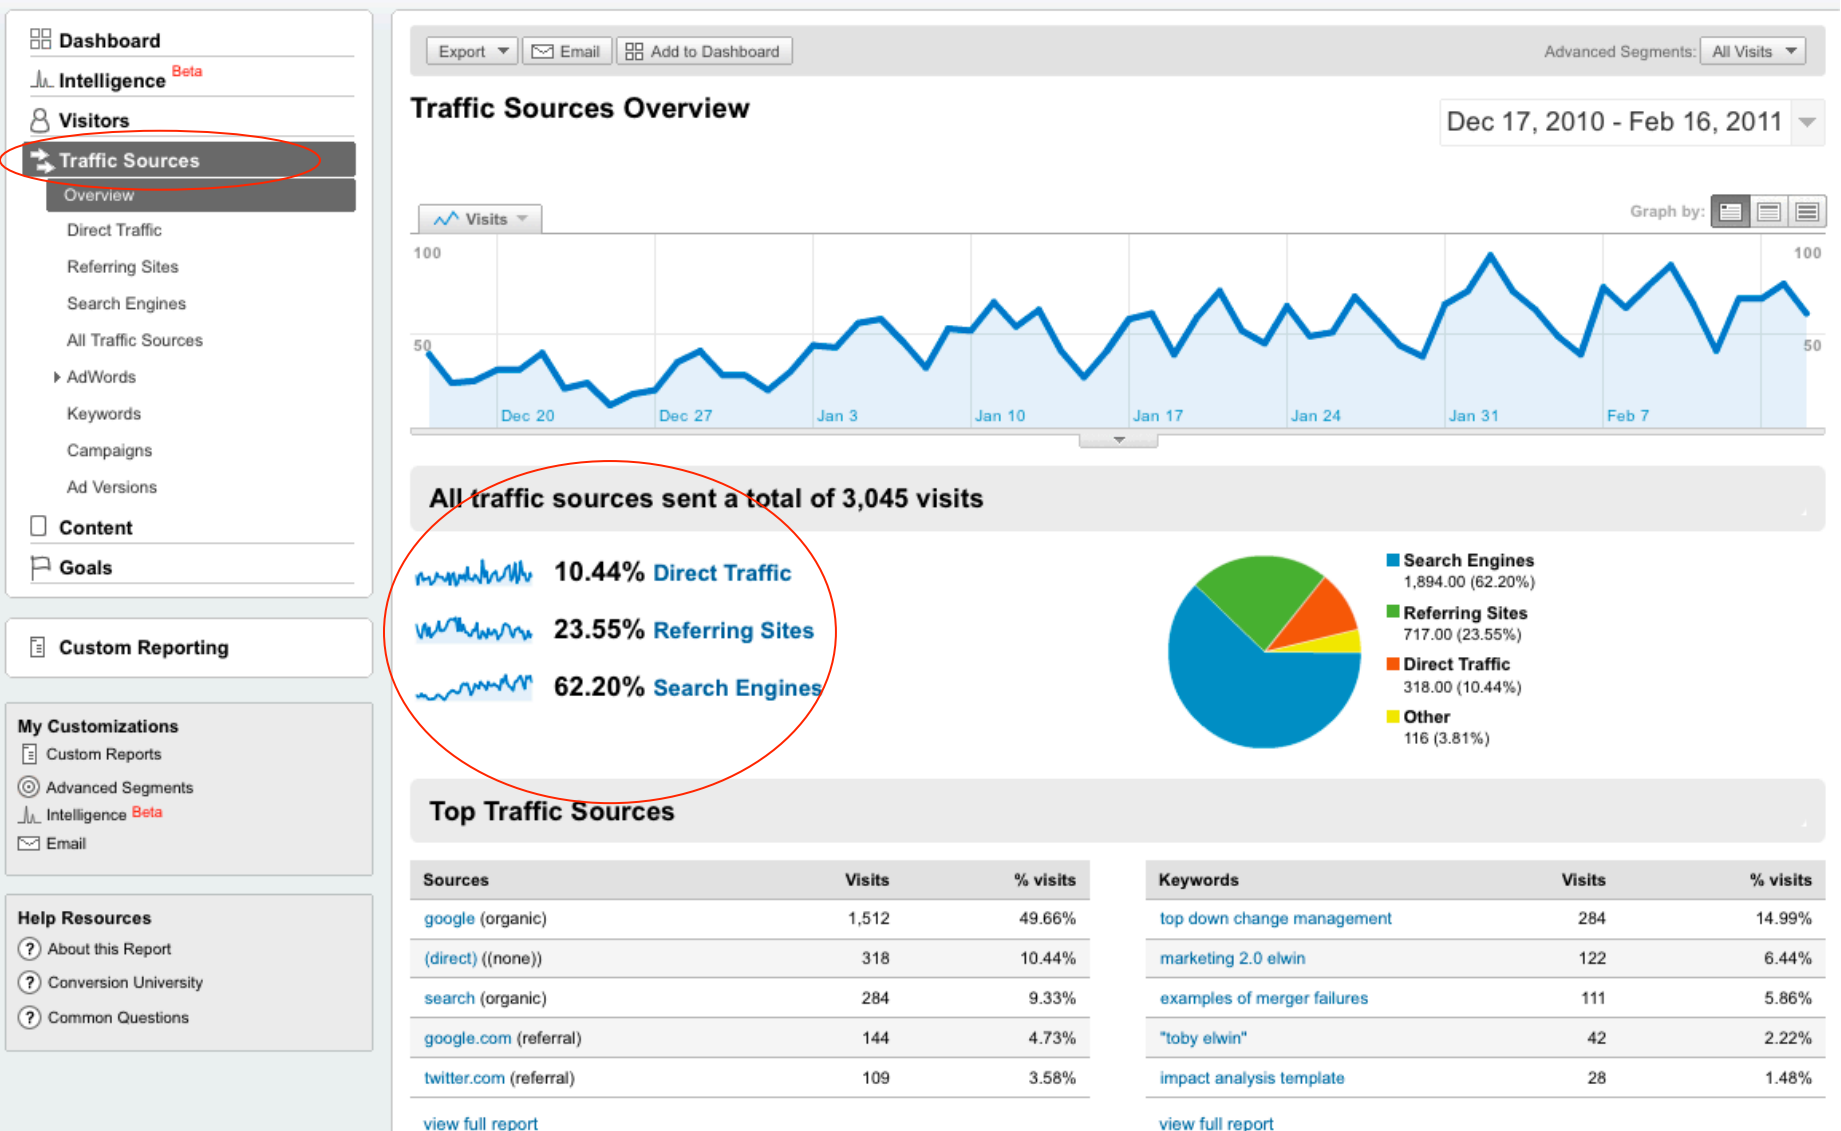 Dashboard
Intelligence Beta
Visitors
Traffic Sources
Overview
Direct Traffic
Referring Sites
Search Engines
All Traffic Sources
AdWords
Keywords
Campaigns
Ad Versions
Content
Goals
Custom Reporting
My Customizations
Custom Reports
Advanced Segments
Intelligence Beta
Email
Help Resources
? About this Report
? Conversion University
? Common Questions
Export Email Add to Dashboard
Advanced Segments: All Visits
Traffic Sources Overview
Dec 17, 2010 - Feb 16, 2011
Visits
Graph by:
100 100
50 50
Dec 20 Dec 27 Jan 3 Jan 10 Jan 17 Jan 24 Jan 31 Feb 7
All traffic sources sent a total of 3,045 visits
10.44% Direct Traffic
23.55% Referring Sites
62.20% Search Engines
Search Engines
1,894.00 (62.20%)
Referring Sites
717.00 (23.55%)
Direct Traffic
318.00 (10.44%)
Other
116 (3.81%)
Top Traffic Sources
Sources Visits % visits
google (organic) 1,512 49.66%
(direct) ((none)) 318 10.44%
search (organic) 284 9.33%
google.com (referral) 144 4.73%
twitter.com (referral) 109 3.58%
view full report
Keywords Visits % visits
top down change management 284 14.99%
marketing 2.0 elwin 122 6.44%
examples of merger failures 111 5.86%
"toby elwin" 42 2.22%
impact analysis template 28 1.48%
view full report